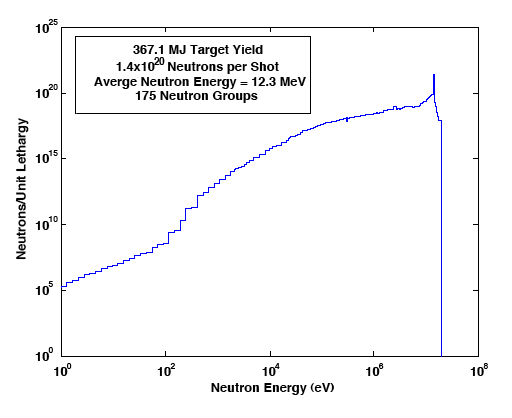 10^25
10^20
10^15
10^10
10^5
10^0
Neutrons/Unit Lethargy
367.1 MJ Target Yield
1.4x10^20 Neutrons per Shot
Averge Neutron Energy = 12.3 MeV
175 Neutron Groups
10^0 10^2 10^4 10^6 10^8
Neutron Energy (eV)